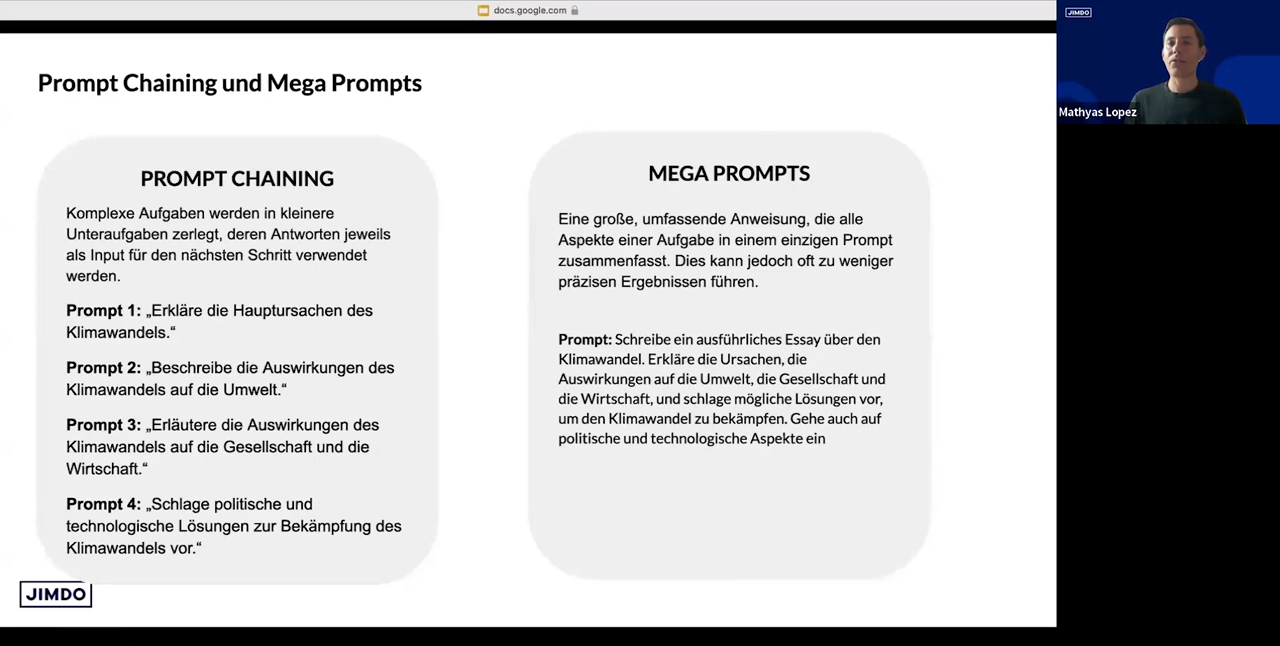 docs.google.com
JIMDO
Mathyas Lopez
Prompt Chaining und Mega Prompts
PROMPT CHAINING
Komplexe Aufgaben werden in kleinere
Unteraufgaben zerlegt, deren Antworten jeweils
als Input für den nächsten Schritt verwendet
werden.
Prompt 1: „Erkläre die Hauptursachen des
Klimawandels.“
Prompt 2: „Beschreibe die Auswirkungen des
Klimawandels auf die Umwelt.“
Prompt 3: „Erläutere die Auswirkungen des
Klimawandels auf die Gesellschaft und die
Wirtschaft.“
Prompt 4: „Schlage politische und
technologische Lösungen zur Bekämpfung des
Klimawandels vor.“
MEGA PROMPTS
Eine große, umfassende Anweisung, die alle
Aspekte einer Aufgabe in einem einzigen Prompt
zusammenfasst. Dies kann jedoch oft zu weniger
präzisen Ergebnissen führen.
Prompt: Schreibe ein ausführliches Essay über den
Klimawandel. Erkläre die Ursachen, die
Auswirkungen auf die Umwelt, die Gesellschaft und
die Wirtschaft, und schlage mögliche Lösungen vor,
um den Klimawandel zu bekämpfen. Gehe auch auf
politische und technologische Aspekte ein
JIMDO